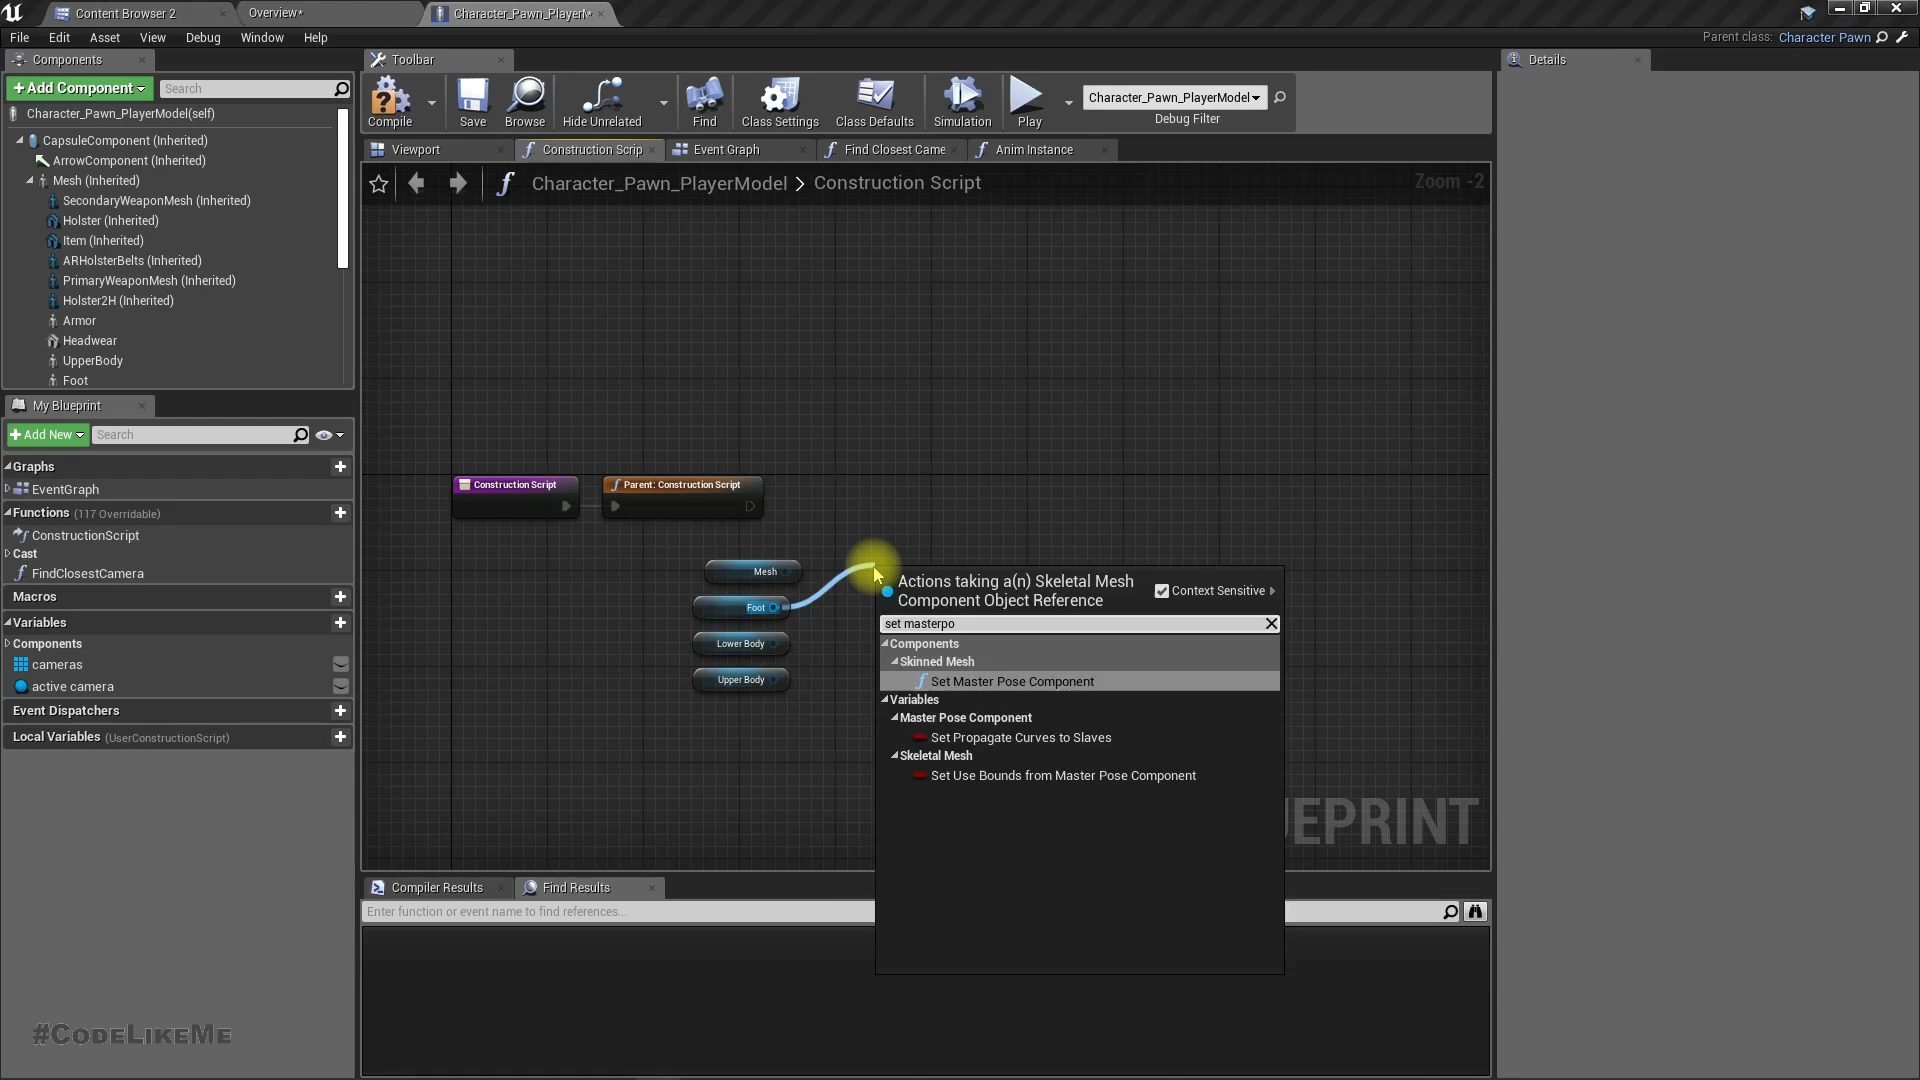 Content Browser 2
Overview*
Character_Pawn_PlayerM*
File Edit Asset View Debug Window Help
Parent class: Character Pawn
Components
Toolbar
Details
+Add Component
Search
Character_Pawn_PlayerModel(self)
CapsuleComponent (Inherited)
ArrowComponent (Inherited)
Mesh (Inherited)
SecondaryWeaponMesh (Inherited)
Holster (Inherited)
Item (Inherited)
ARHolsterBelts (Inherited)
PrimaryWeaponMesh (Inherited)
Holster2H (Inherited)
Armor
Headwear
UpperBody
Foot
Compile
Save
Browse
Hide Unrelated
Find
Class Settings
Class Defaults
Simulation
Play
Character_Pawn_PlayerModel
Debug Filter
Viewport
Construction Scrip
Event Graph
Find Closest Came
Anim Instance
Character_Pawn_PlayerModel > Construction Script
Zoom -2
My Blueprint
+Add New
Search
Graphs
EventGraph
Functions (117 Overridable)
ConstructionScript
Cast
FindClosestCamera
Macros
Variables
Components
cameras
active camera
Event Dispatchers
Local Variables (UserConstructionScript)
Construction Script
Parent: Construction Script
Mesh
Foot
Lower Body
Upper Body
Actions taking a(n) Skeletal Mesh
Component Object Reference
Context Sensitive
set masterpo
Components
Skinned Mesh
Set Master Pose Component
Variables
Master Pose Component
Set Propagate Curves to Slaves
Skeletal Mesh
Set Use Bounds from Master Pose Component
EPRINT
Compiler Results
Find Results
Enter function or event name to find references...
#CodeLikeMe